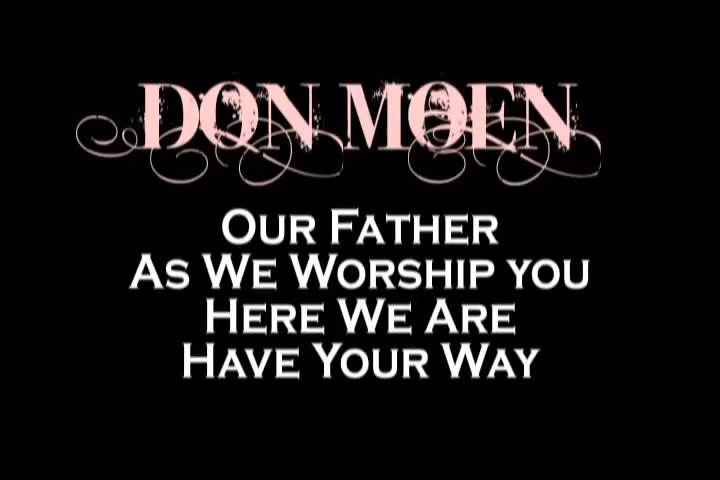 DON MOEN
OUR FATHER
AS WE WORSHIP YOU
HERE WE ARE
HAVE YOUR WAY